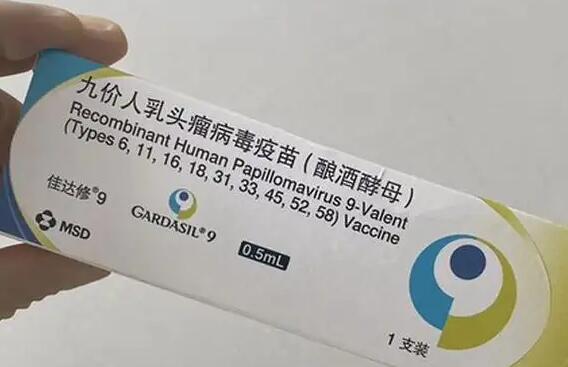 九价人乳头瘤病毒疫苗(酿酒酵母)
Recombinant Human Papillomavirus 9-Valent
(Types 6, 11, 16, 18, 31, 33, 45, 52, 58) Vaccine
佳达修®9
GARDASIL®9
0.5mL
MSD
1支装